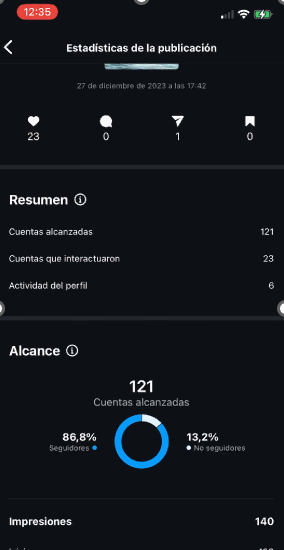 12:35
Estadísticas de la publicación
27 de diciembre de 2023 a las 17:42
23 0 1 0
Resumen
Cuentas alcanzadas 121
Cuentas que interactuaron 23
Actividad del perfil 6
Alcance
121
Cuentas alcanzadas
86,8% 13,2%
Seguidores No seguidores
Impresiones 140